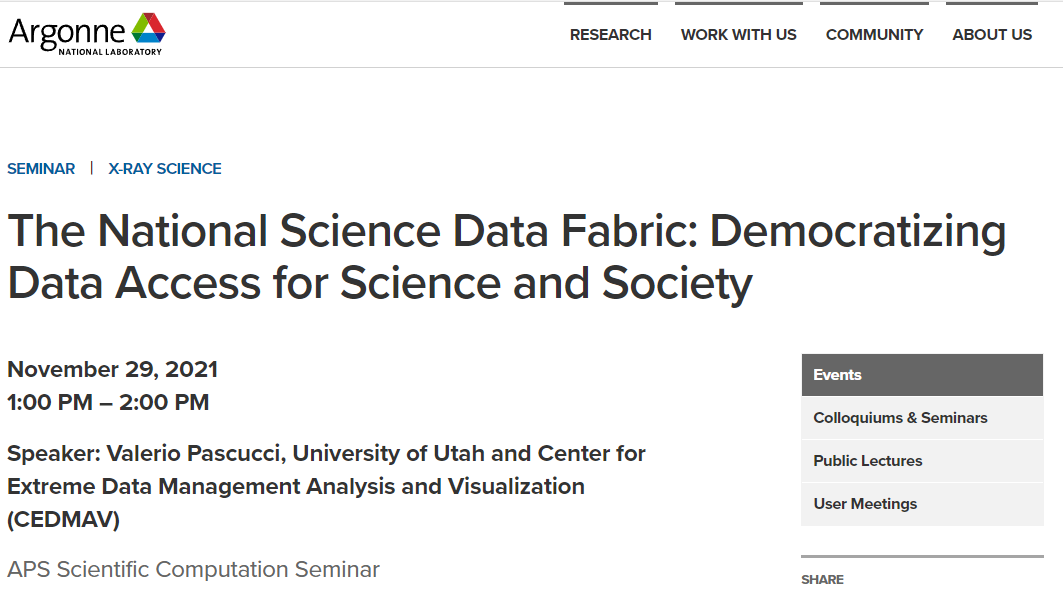 Argonne
NATIONAL LABORATORY
RESEARCH
WORK WITH US
COMMUNITY
ABOUT US
SEMINAR | X-RAY SCIENCE
The National Science Data Fabric: Democratizing
Data Access for Science and Society
November 29, 2021
1:00 PM – 2:00 PM
Speaker: Valerio Pascucci, University of Utah and Center for
Extreme Data Management Analysis and Visualization
(CEDMAV)
APS Scientific Computation Seminar
Events
Colloquiums & Seminars
Public Lectures
User Meetings
SHARE